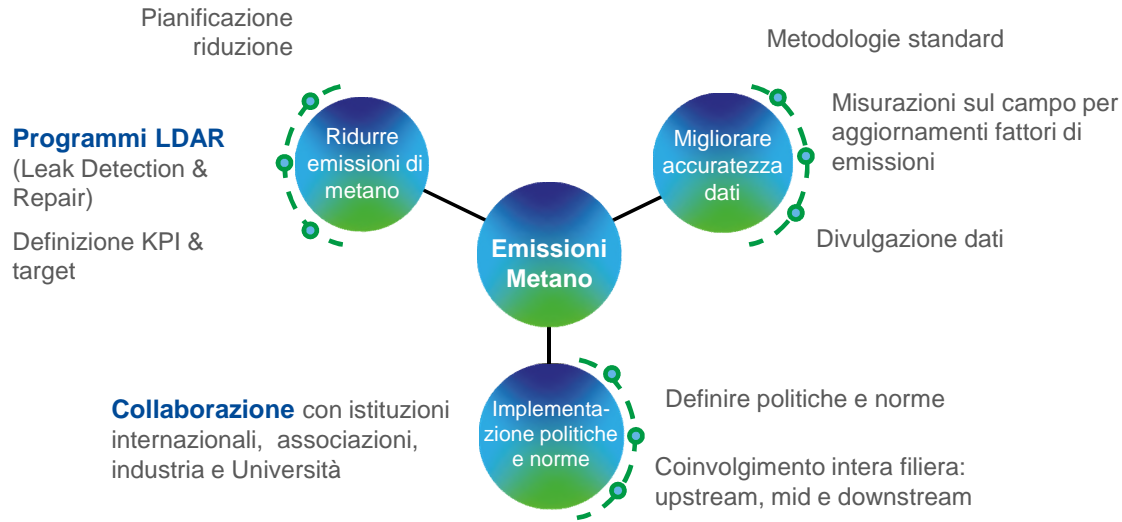 Pianificazione
riduzione
Programmi LDAR
(Leak Detection &
Repair)
Definizione KPI &
target
Ridurre
emissioni di
metano
Migliorare
accuratezza
dati
Metodologie standard
Misurazioni sul campo per
aggiornamenti fattori di
emissioni
Divulgazione dati
Emissioni
Metano
Collaborazione con istituzioni
internazionali, associazioni,
industria e Università
Implementa-
zione politiche
e norme
Definire politiche e norme
Coinvolgimento intera filiera:
upstream, mid e downstream